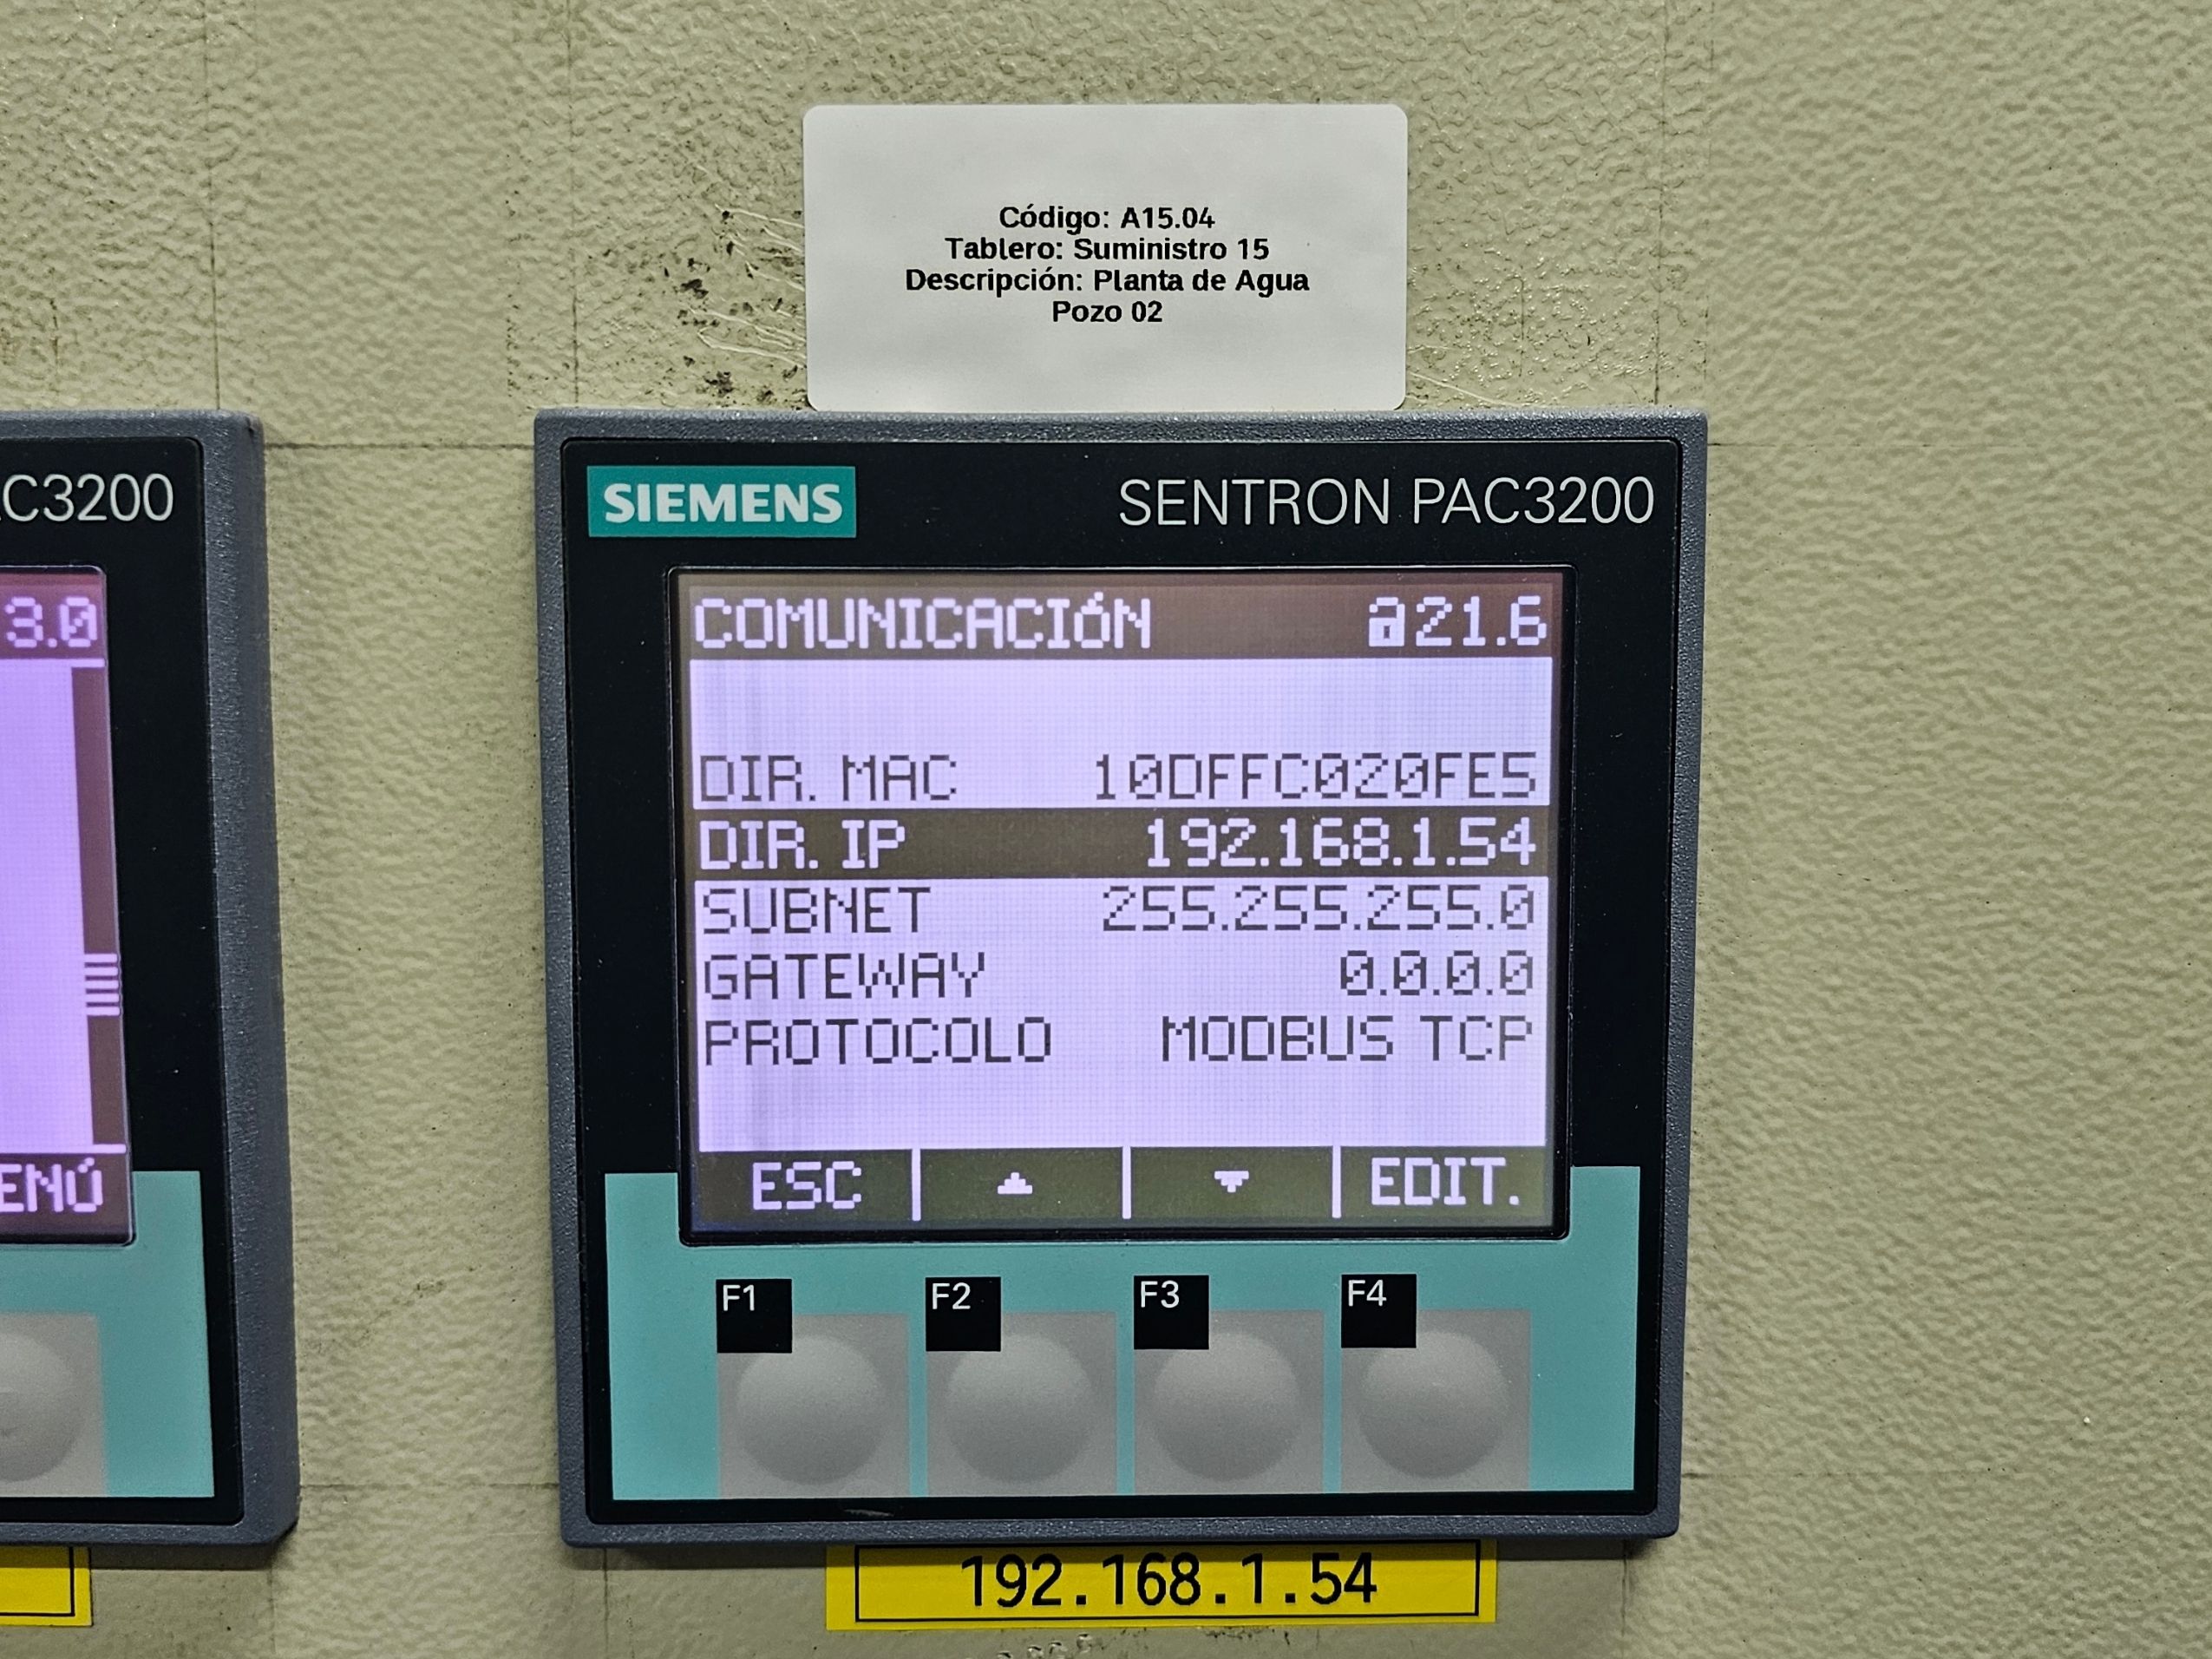 Código: A15.04
Tablero: Suministro 15
Descripción: Planta de Agua
Pozo 02
C3200
3.0
ENÚ
SIEMENS SENTRON PAC3200
COMUNICACIÓN 21.6
DIR. MAC 10DFFC020FE5
DIR. IP 192.168.1.54
SUBNET 255.255.255.0
GATEWAY 0.0.0.0
PROTOCOLO MODBUS TCP
ESC EDIT.
F1 F2 F3 F4
192.168.1.54